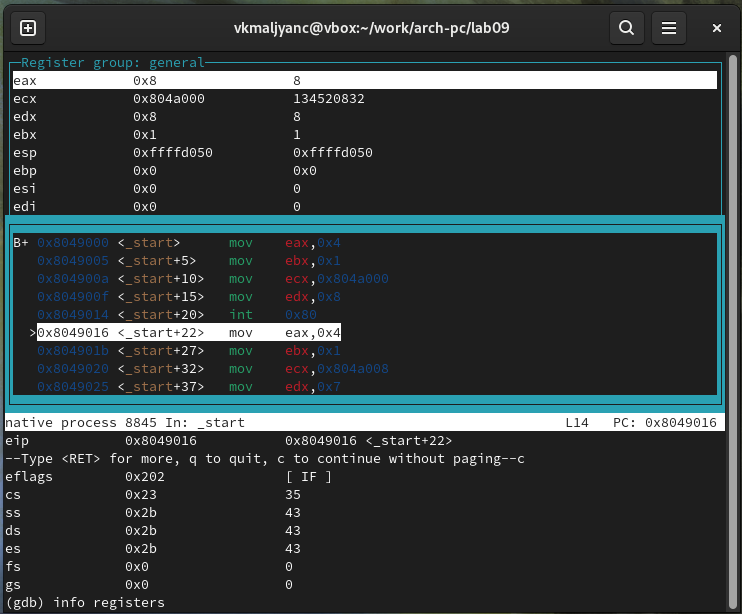 vkmaljyanc@vbox:~/work/arch-pc/lab09
Register group: general
eax 0x8 8
ecx 0x804a000 134520832
edx 0x8 8
ebx 0x1 1
esp 0xffffd050 0xffffd050
ebp 0x0 0x0
esi 0x0 0
edi 0x0 0
B+ 0x8049000 <_start> mov eax,0x4
0x8049005 <_start+5> mov ebx,0x1
0x804900a <_start+10> mov ecx,0x804a000
0x804900f <_start+15> mov edx,0x8
0x8049014 <_start+20> int 0x80
>0x8049016 <_start+22> mov eax,0x4
0x804901b <_start+27> mov ebx,0x1
0x8049020 <_start+32> mov ecx,0x804a008
0x8049025 <_start+37> mov edx,0x7
native process 8845 In: _start L14 PC: 0x8049016
eip 0x8049016 0x8049016 <_start+22>
--Type <RET> for more, q to quit, c to continue without paging--c
eflags 0x202 [ IF ]
cs 0x23 35
ss 0x2b 43
ds 0x2b 43
es 0x2b 43
fs 0x0 0
gs 0x0 0
(gdb) info registers